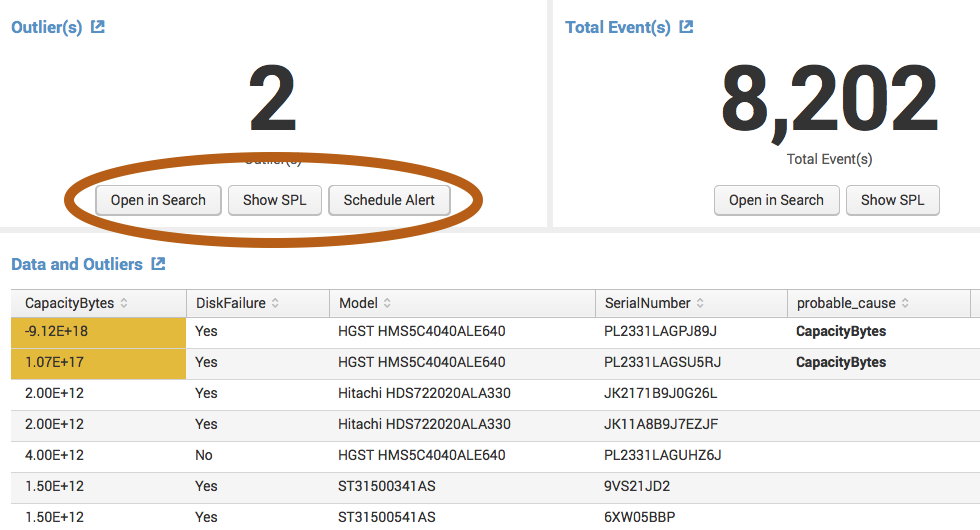 Outlier(s) Total Event(s)
2 8,202
Outlier(s) Total Event(s)
Open in Search Show SPL Schedule Alert Open in Search Show SPL
Data and Outliers
CapacityBytes DiskFailure Model SerialNumber probable_cause
-9.12E+18 Yes HGST HMS5C4040ALE640 PL2331LAGPJ89J CapacityBytes
1.07E+17 Yes HGST HMS5C4040ALE640 PL2331LAGSU5RJ CapacityBytes
2.00E+12 Yes Hitachi HDS722020ALA330 JK2171B9J0G26L
2.00E+12 Yes Hitachi HDS722020ALA330 JK11A8B9J7EZJF
4.00E+12 No HGST HMS5C4040ALE640 PL2331LAGUHZ6J
1.50E+12 Yes ST31500341AS 9VS21JD2
1.50E+12 Yes ST31500541AS 6XW05BBP